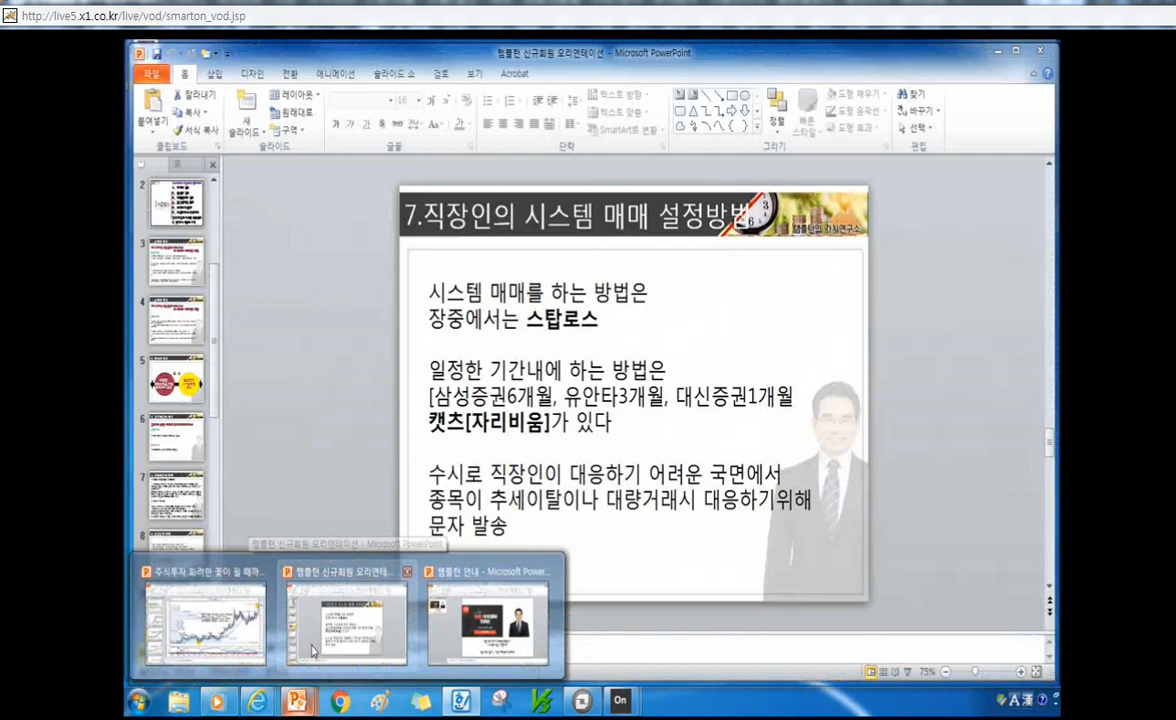 http://live5.x1.co.kr/live/vod/smarton_vod.jsp
템플턴 신규회원 오리엔테이션 - Microsoft PowerPoint
파일 홈 삽입 디자인 전환 애니메이션 슬라이드 쇼 검토 보기 Acrobat
붙여넣기
잘라내기
복사
서식 복사
클립보드
새 슬라이드
레이아웃
원래대로
구역
슬라이드
16
글꼴
텍스트 방향
텍스트 맞춤
SmartArt로 변환
단락
정렬
빠른 스타일
도형 채우기
도형 윤곽선
도형 효과
그리기
찾기
바꾸기
선택
편집
2
3
4
5
6
7
8
7.직장인의 시스템 매매 설정방법
템플턴의 가치연구소
시스템 매매를 하는 방법은
장중에서는 스탑로스
일정한 기간내에 하는 방법은
[삼성증권6개월, 유안타3개월, 대신증권1개월
캣츠[자리비움]가 있다
수시로 직장인이 대응하기 어려운 국면에서
종목이 추세이탈이나 대량거래시 대응하기위해
문자 발송
템플턴 신규회원 오리엔테이션 - Microsoft PowerPoint
주식투자 화려한 꽃이 필 때까...
템플턴 신규회원 오리엔테...
템플턴 안내 - Microsoft Power...
75%
On
A 漢